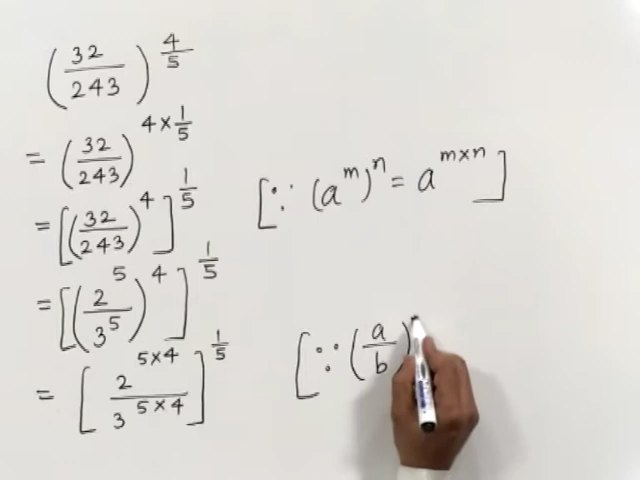 (32/243)^(4/5)
= (32/243)^(4×1/5)
= [(32/243)^4]^(1/5) [∵ (a^m)^n = a^(m×n)]
= [(2^5/3^5)^4]^(1/5)
= [2^(5×4)/3^(5×4)]^(1/5) [∵ (a/b)